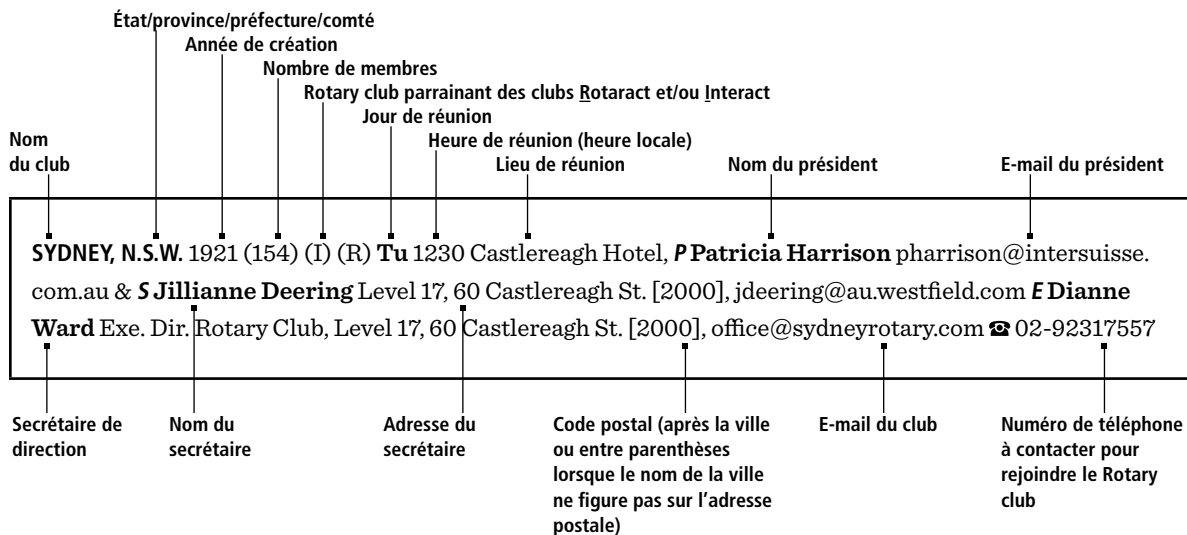 État/province/préfecture/comté
Année de création
Nombre de membres
Rotary club parrainant des clubs Rotaract et/ou Interact
Jour de réunion
Heure de réunion (heure locale)
Nom
du club
Lieu de réunion
Nom du président
E-mail du président
SYDNEY, N.S.W. 1921 (154) (I) (R) Tu 1230 Castlereagh Hotel, P Patricia Harrison pharrison@intersuisse.
com.au & S Jillianne Deering Level 17, 60 Castlereagh St. [2000], jdeering@au.westfield.com E Dianne
Ward Exe. Dir. Rotary Club, Level 17, 60 Castlereagh St. [2000], office@sydneyrotary.com ☎ 02-92317557
Secrétaire de
direction
Nom du
secrétaire
Adresse du
secrétaire
Code postal (après la ville
ou entre parenthèses
lorsque le nom de la ville
ne figure pas sur l’adresse
postale)
E-mail du club
Numéro de téléphone
à contacter pour
rejoindre le Rotary
club